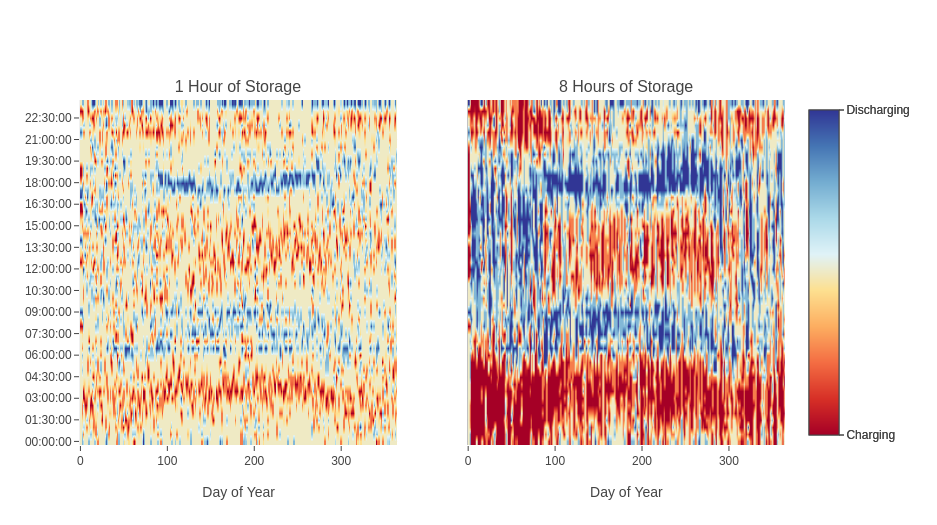 1 Hour of Storage
8 Hours of Storage
22:30:00
21:00:00
19:30:00
18:00:00
16:30:00
15:00:00
13:30:00
12:00:00
10:30:00
09:00:00
07:30:00
06:00:00
04:30:00
03:00:00
01:30:00
00:00:00
0 100 200 300
Day of Year
0 100 200 300
Day of Year
Discharging
Charging